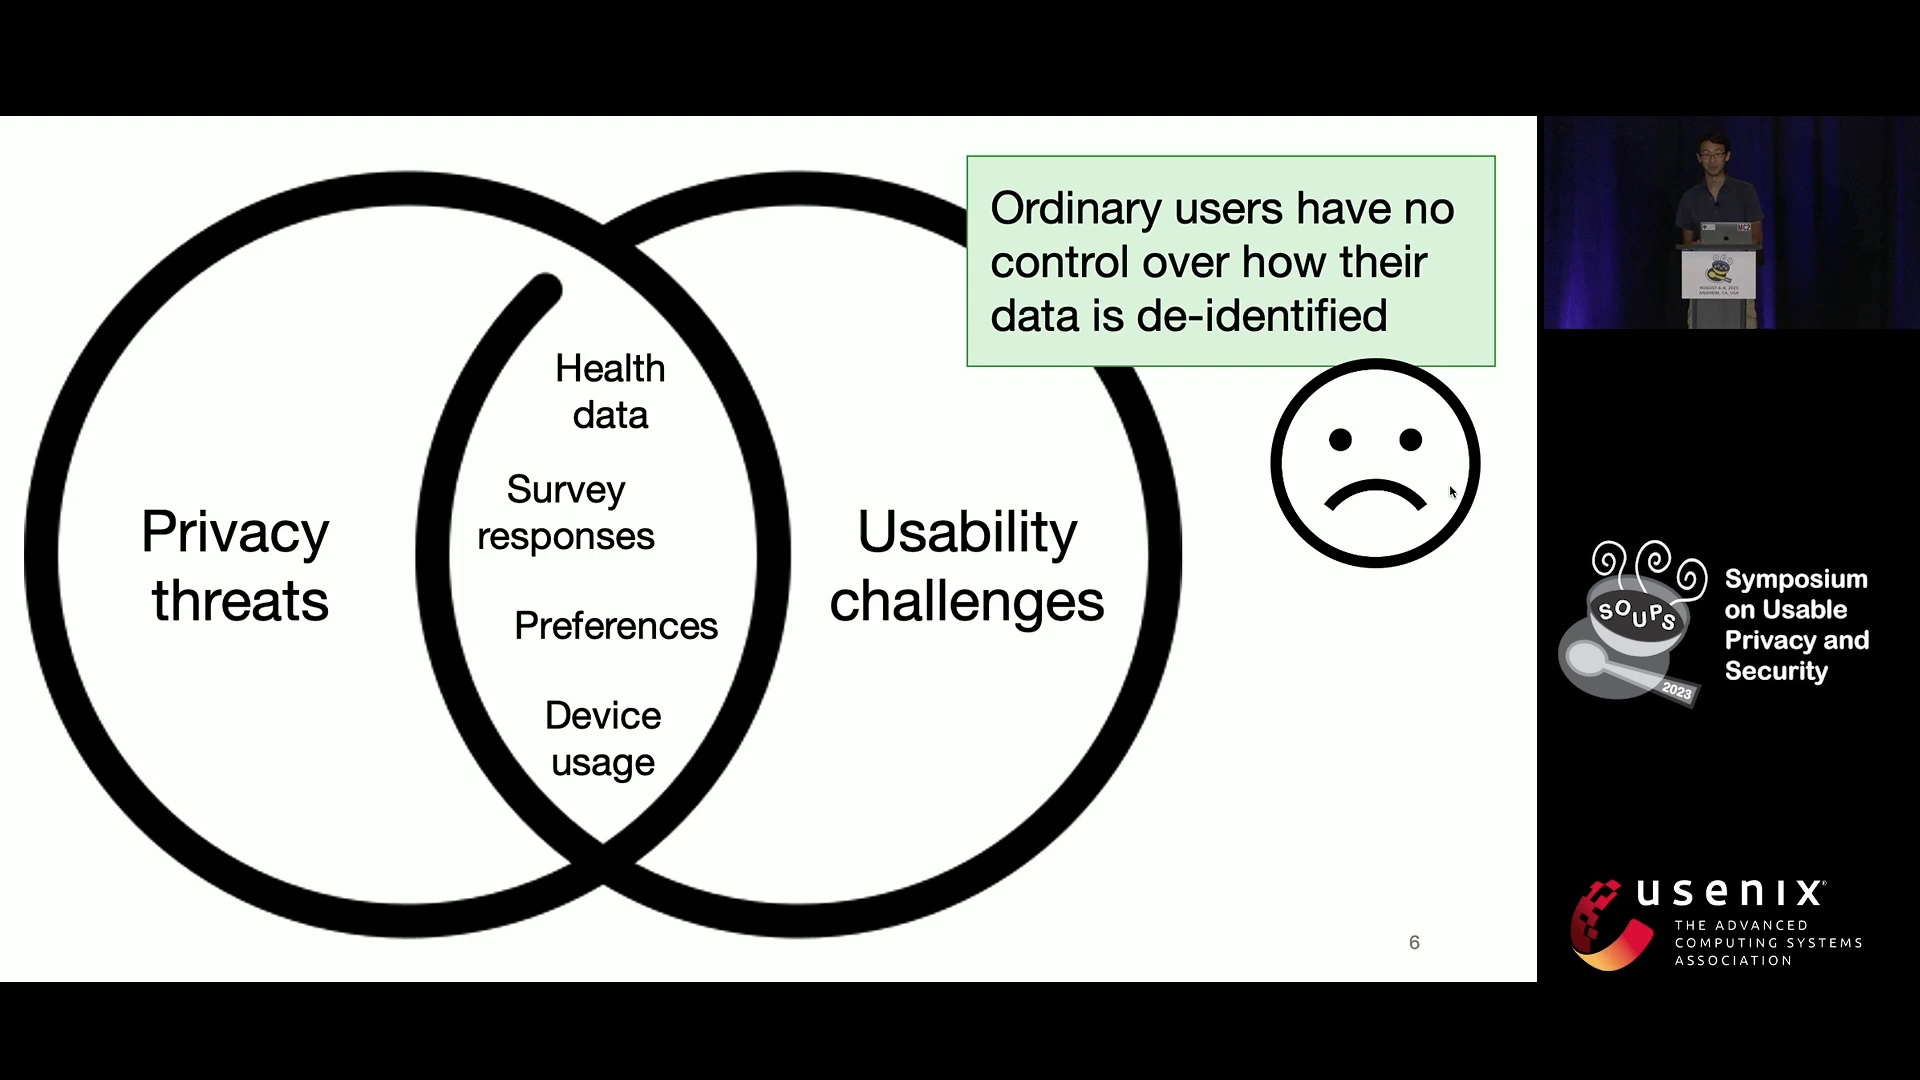 Ordinary users have no
control over how their
data is de-identified
Health
data
Survey
responses
Preferences
Device
usage
Privacy
threats
Usability
challenges
6
SOUPS
2023
Symposium
on Usable
Privacy and
Security
usenix
THE ADVANCED
COMPUTING SYSTEMS
ASSOCIATION